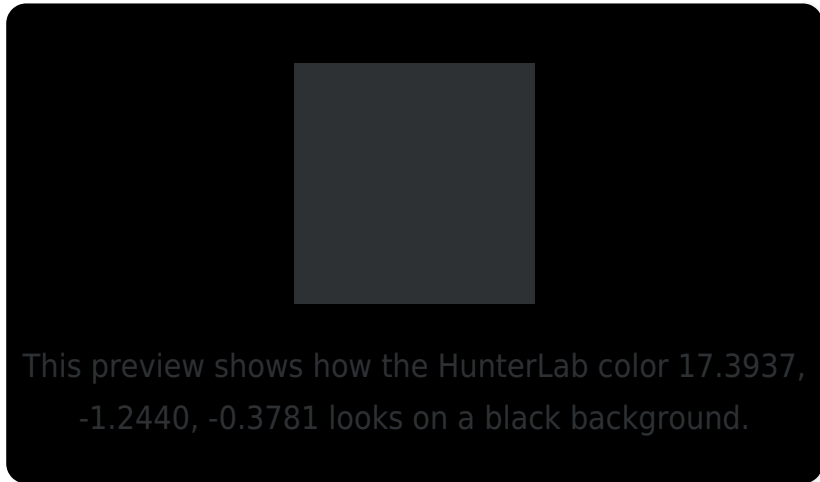 This preview shows how the HunterLab color 17.3937,
-1.2440, -0.3781 looks on a black background.